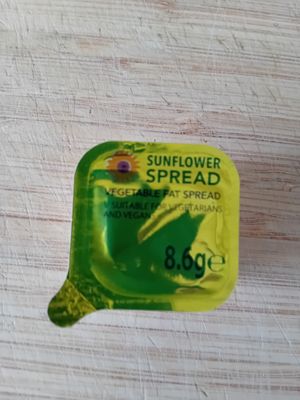 SUNFLOWER
SPREAD
VEGETABLE FAT SPREAD
SUITABLE FOR VEGETARIANS
AND VEGANS
8.6g℮